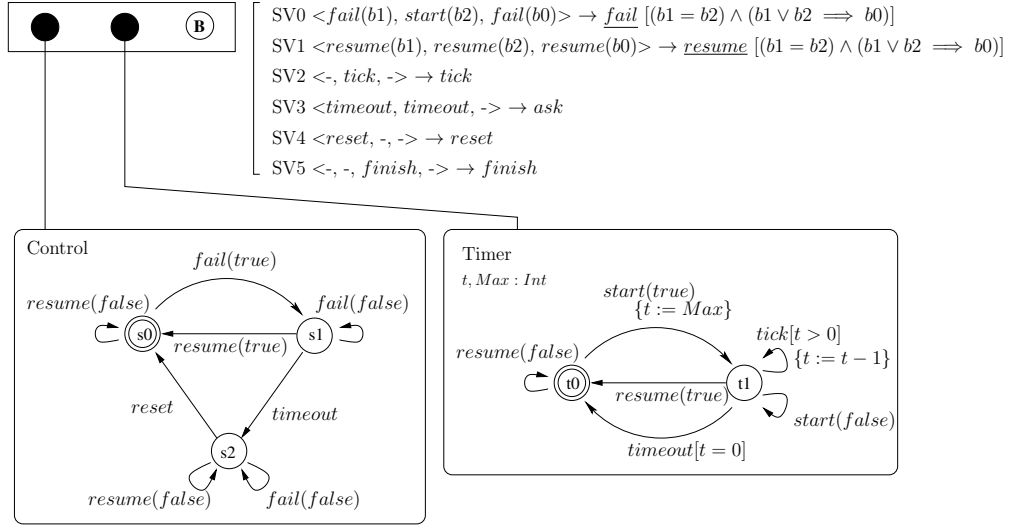 B
SV0 <fail(b1), start(b2), fail(b0)> → fail [(b1 = b2) ∧ (b1 ∨ b2 ⟹ b0)]
SV1 <resume(b1), resume(b2), resume(b0)> → resume [(b1 = b2) ∧ (b1 ∨ b2 ⟹ b0)]
SV2 <-, tick, -> → tick
SV3 <timeout, timeout, -> → ask
SV4 <reset, -, -> → reset
SV5 <-, -, finish, -> → finish
Control
fail(true)
resume(false)
fail(false)
s0
s1
resume(true)
reset
timeout
s2
resume(false)
fail(false)
Timer
t, Max : Int
start(true)
{t := Max}
tick[t > 0]
{t := t − 1}
resume(false)
t0
t1
resume(true)
start(false)
timeout[t = 0]